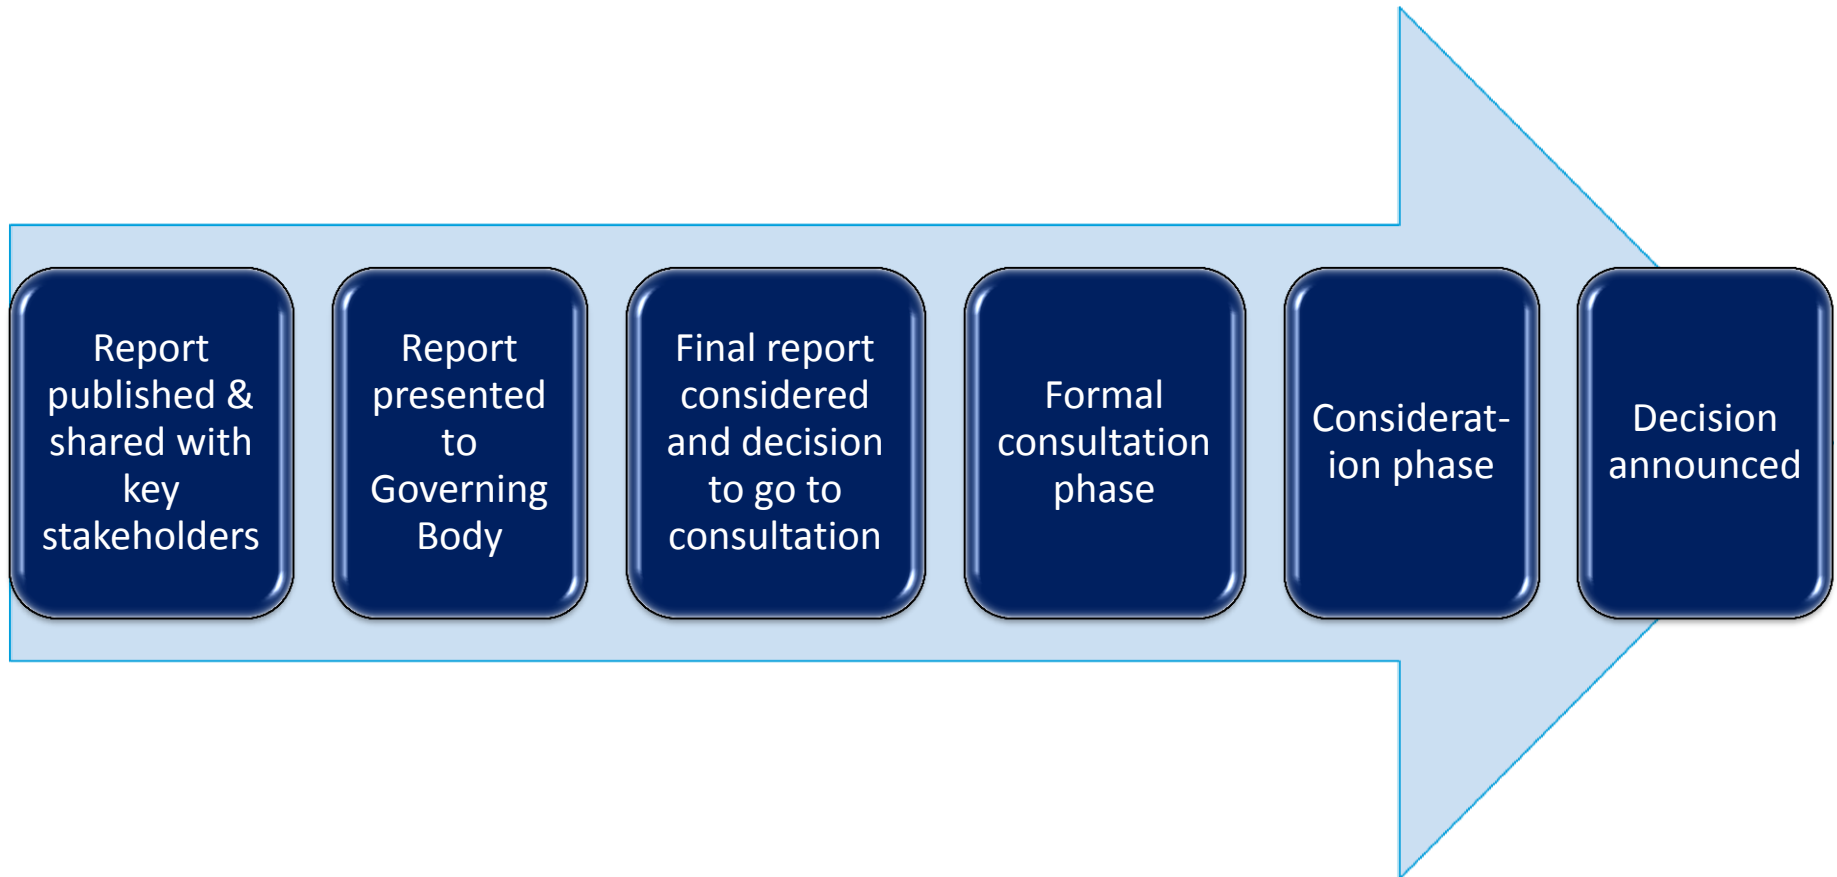 Report
published &
shared with
key
stakeholders
Report
presented
to
Governing
Body
Final report
considered
and decision
to go to
consultation
Formal
consultation
phase
Considerat-
ion phase
Decision
announced